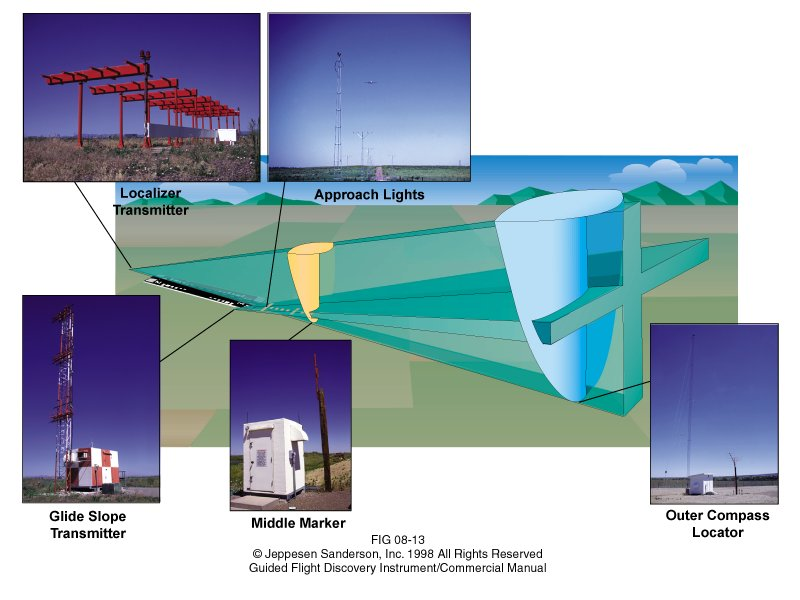 Localizer
Transmitter
Approach Lights
Glide Slope
Transmitter
Middle Marker
Outer Compass
Locator
FIG 08-13
© Jeppesen Sanderson, Inc. 1998 All Rights Reserved
Guided Flight Discovery Instrument/Commercial Manual